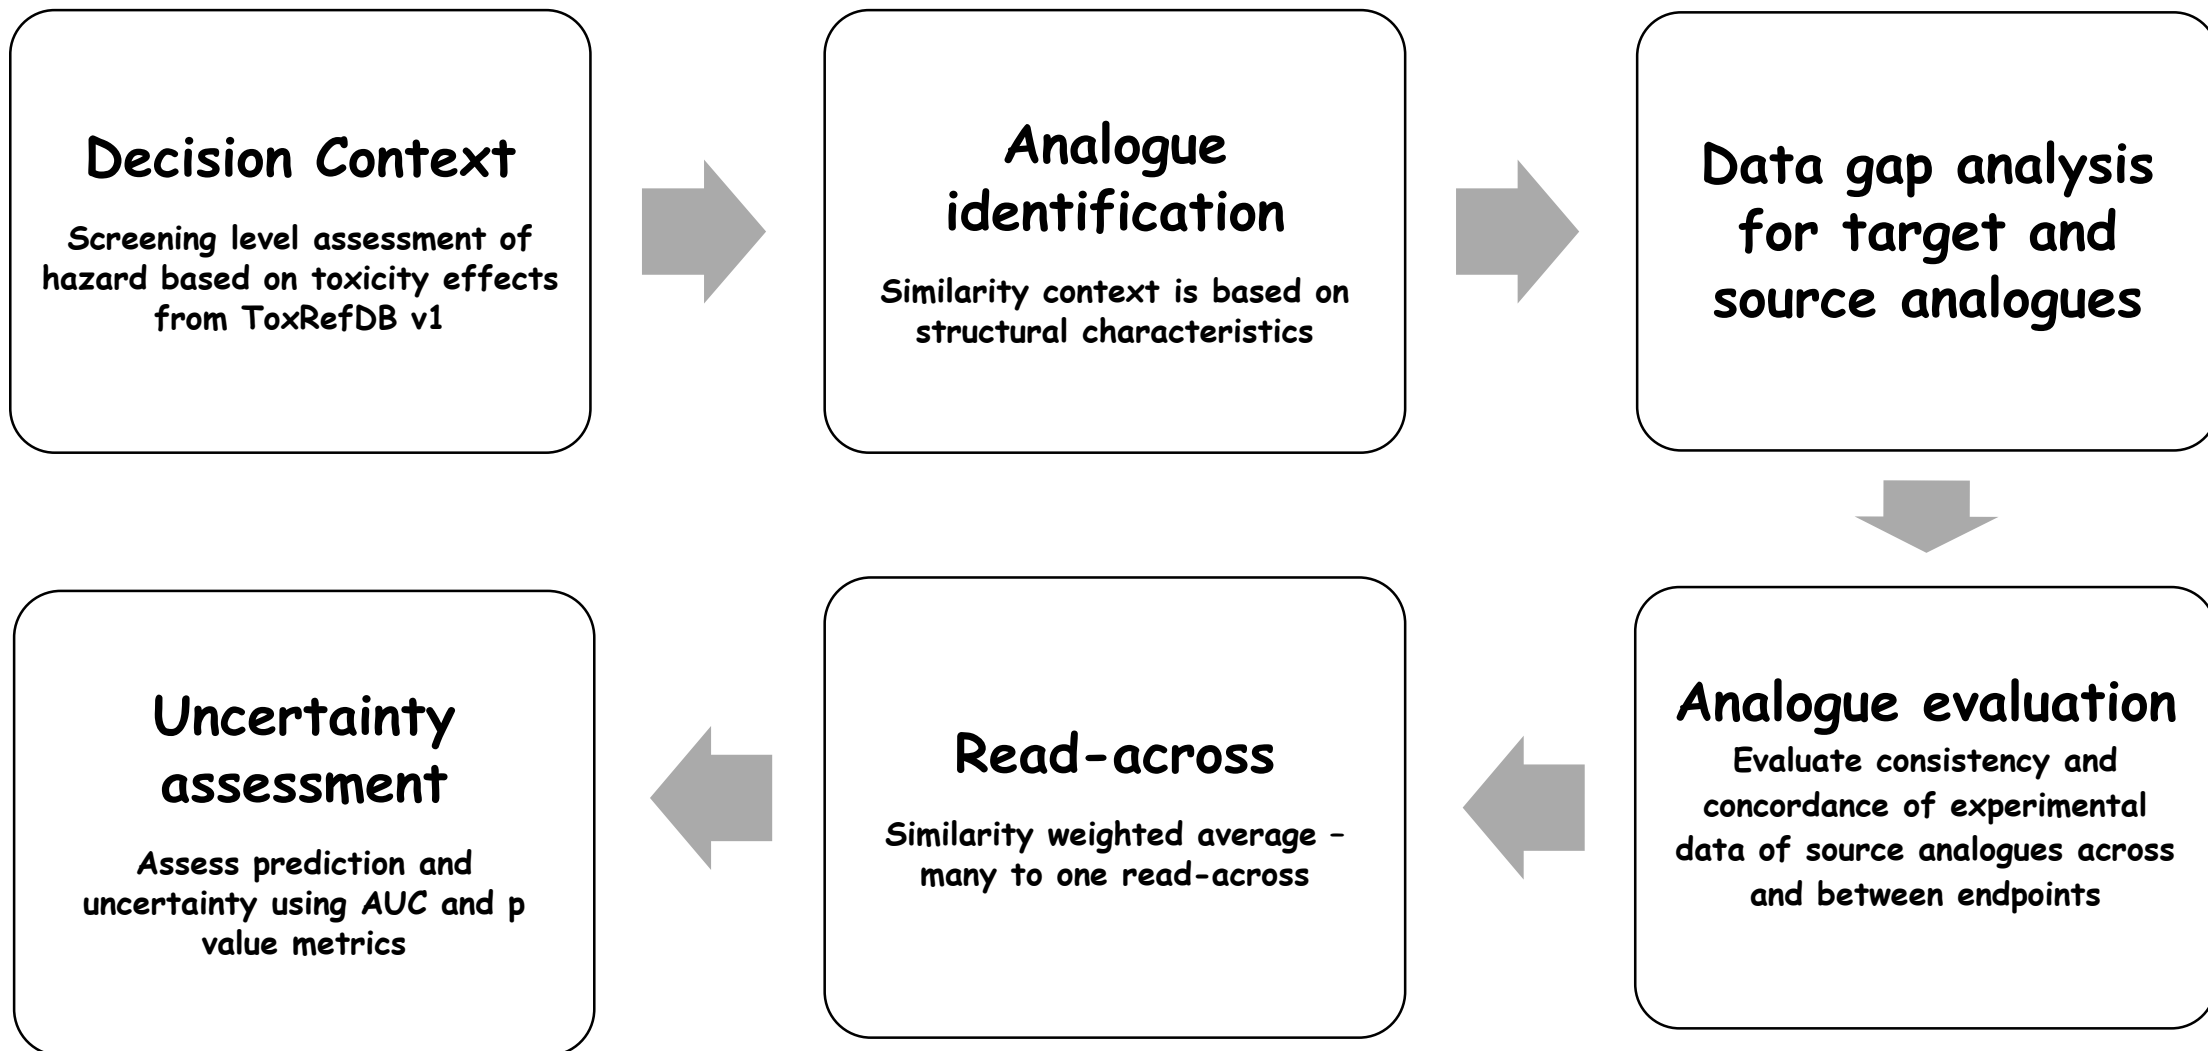 Decision Context
Screening level assessment of
hazard based on toxicity effects
from ToxRefDB v1
Analogue
identification
Similarity context is based on
structural characteristics
Data gap analysis
for target and
source analogues
Analogue evaluation
Evaluate consistency and
concordance of experimental
data of source analogues across
and between endpoints
Read-across
Similarity weighted average –
many to one read-across
Uncertainty
assessment
Assess prediction and
uncertainty using AUC and p
value metrics